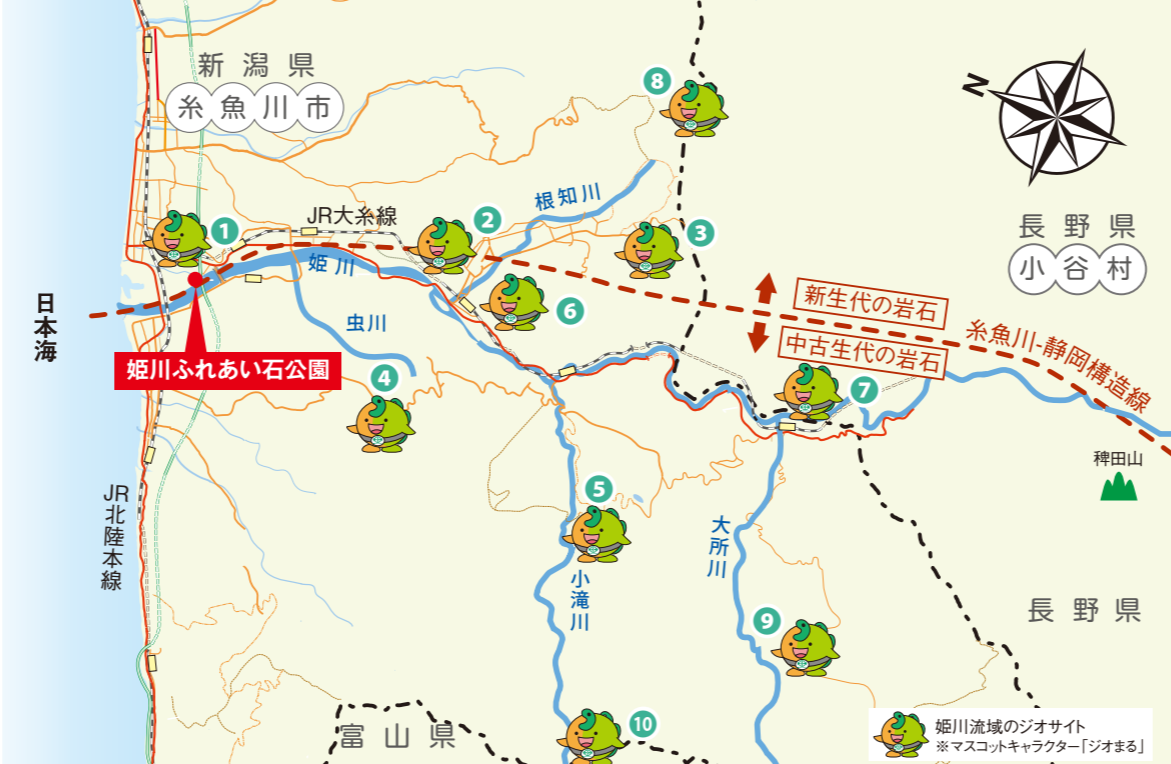 新潟県
糸魚川市
8
N
根知川
JR大糸線
1
2
3
長野県
小谷村
姫川
日本海
虫川
6
新生代の岩石
中古生代の岩石
糸魚川-静岡構造線
姫川ふれあい石公園
4
7
稗田山
JR北陸本線
5
大所川
小滝川
長野県
9
富山県
10
姫川流域のジオサイト
※マスコットキャラクター「ジオまる」